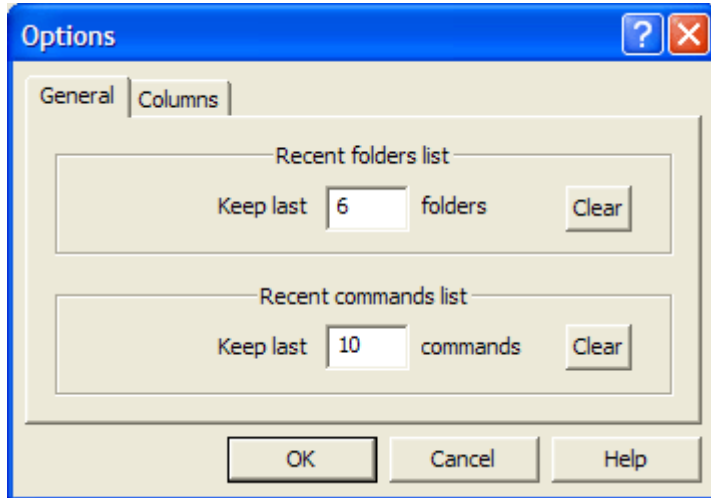 Options
General Columns
Recent folders list
Keep last 6 folders Clear
Recent commands list
Keep last 10 commands Clear
OK Cancel Help